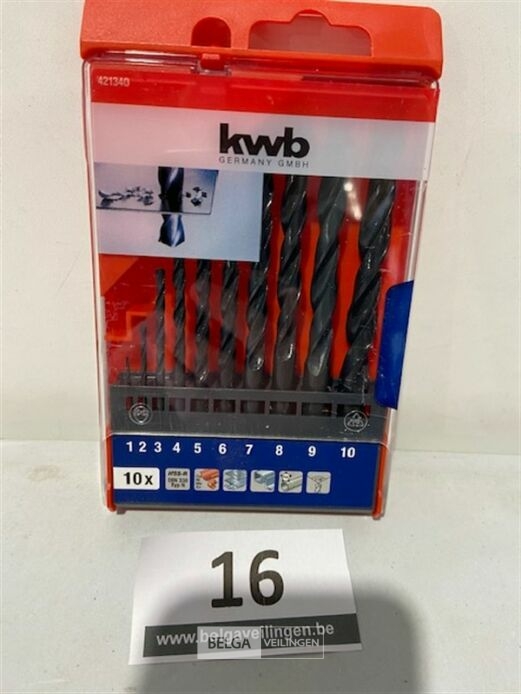 421340
kwb
GERMANY GMBH
1 2 3 4 5 6 7 8 9 10
10x
HSS-R
DIN 338
Typ N
16
www.belgaveilingen.be
BELGA VEILINGEN